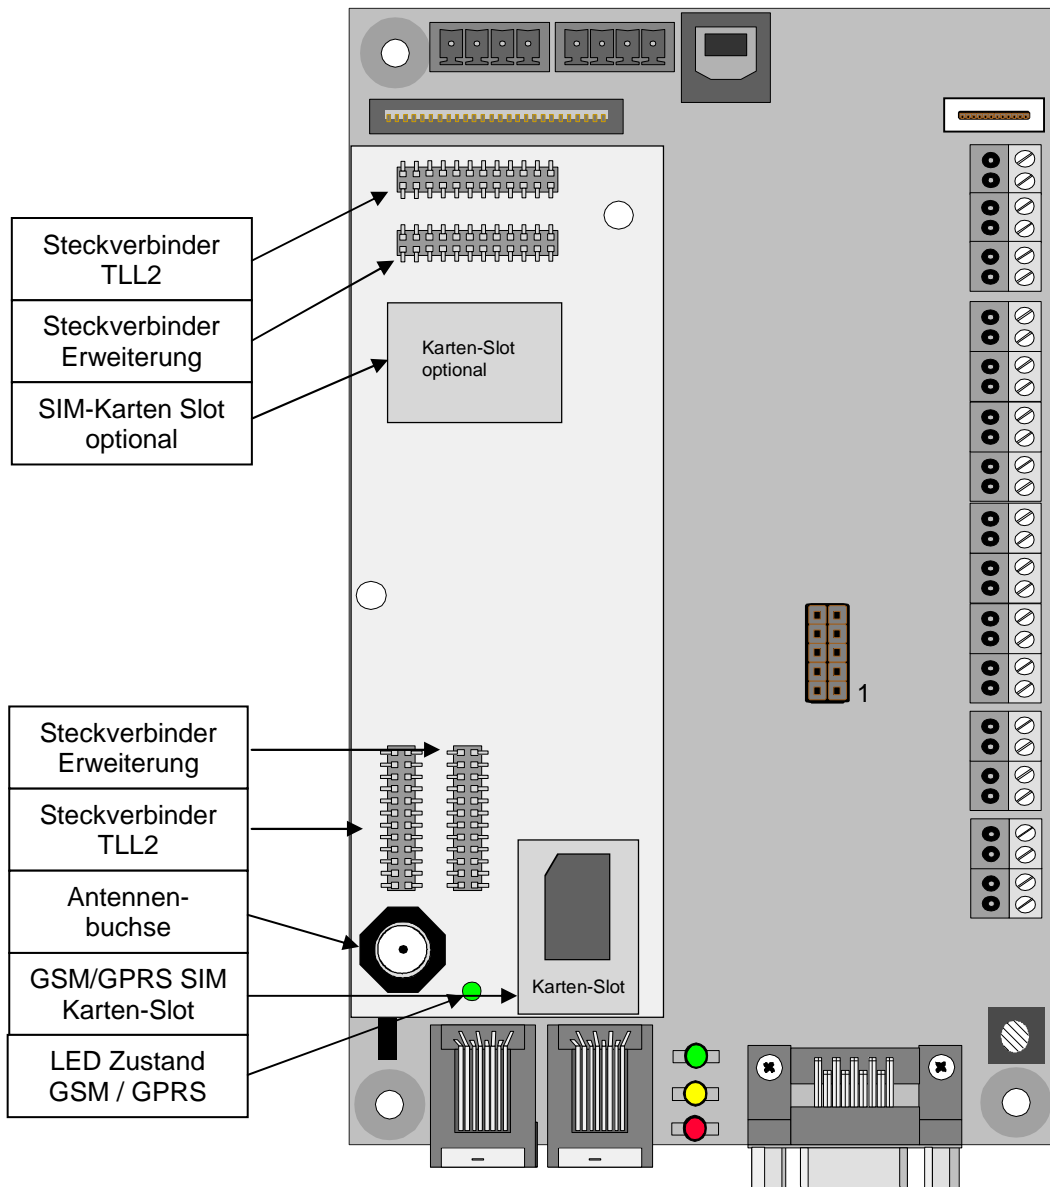 Steckverbinder
TLL2
Steckverbinder
Erweiterung
SIM-Karten Slot
optional
Karten-Slot
optional
1
Steckverbinder
Erweiterung
Steckverbinder
TLL2
Antennen-
buchse
GSM/GPRS SIM
Karten-Slot
LED Zustand
GSM / GPRS
Karten-Slot